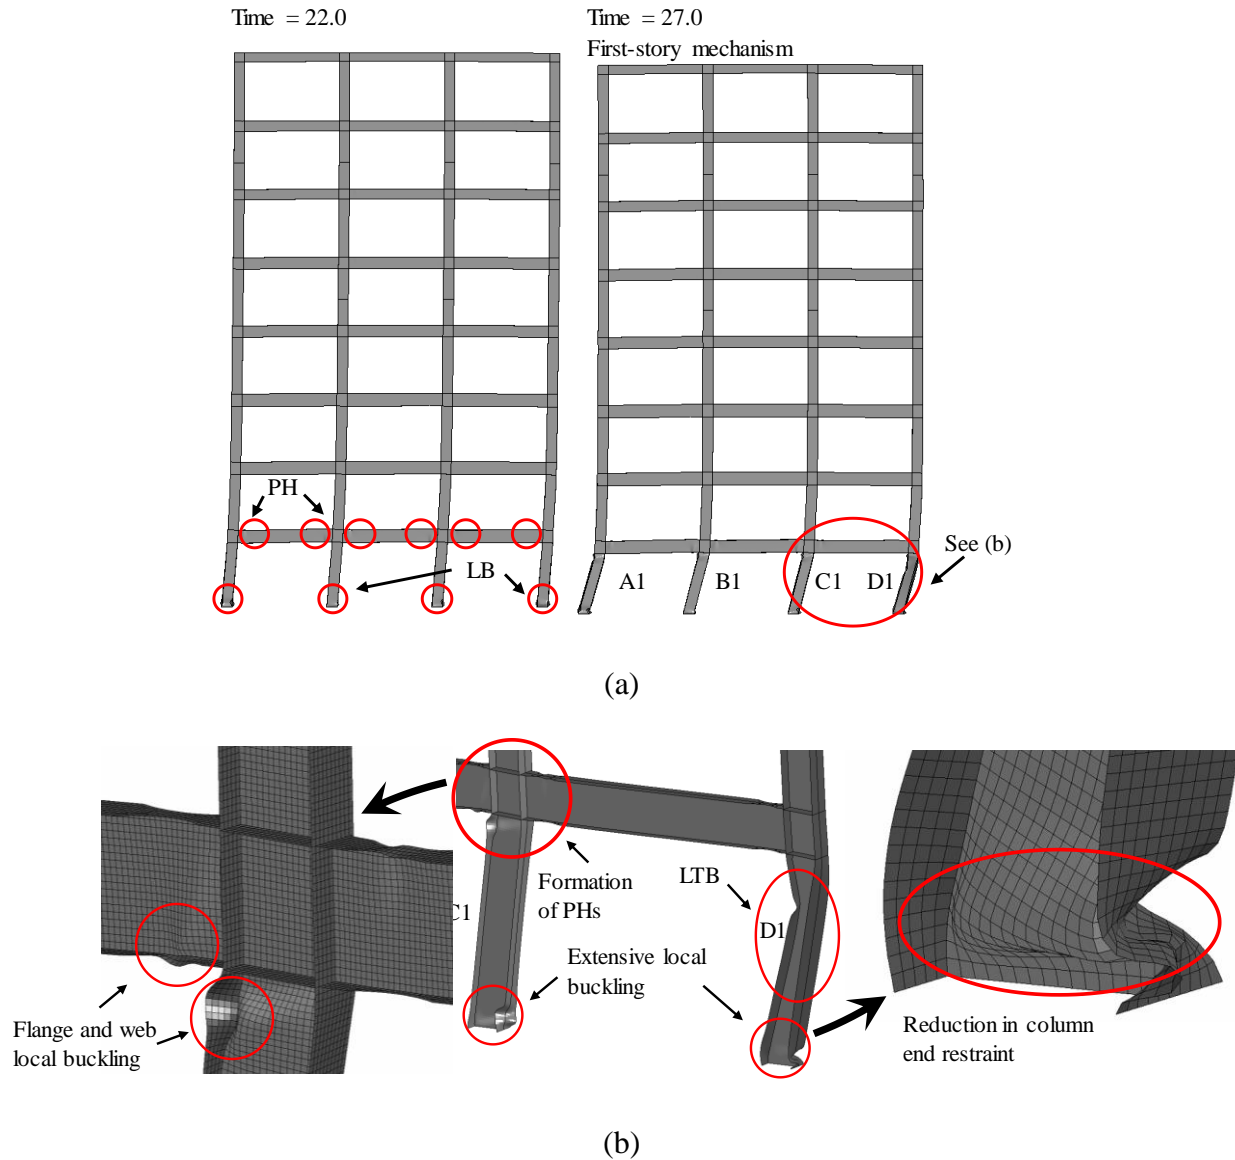 Time = 22.0
Time = 27.0
First-story mechanism
PH
LB
A1
B1
C1
D1
See (b)
(a)
C1
Formation
of PHs
LTB
D1
Extensive local
buckling
Flange and web
local buckling
Reduction in column
end restraint
(b)